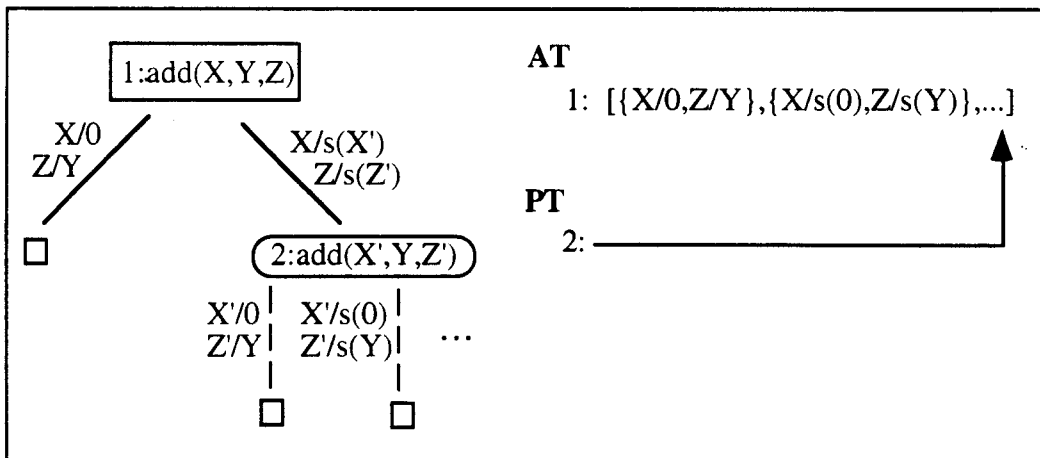 1:add(X,Y,Z)
X/0
Z/Y
X/s(X')
Z/s(Z')
2:add(X',Y,Z')
X'/0
Z'/Y
X'/s(0)
Z'/s(Y)
...
AT
1: [{X/0,Z/Y},{X/s(0),Z/s(Y)},...]
PT
2: